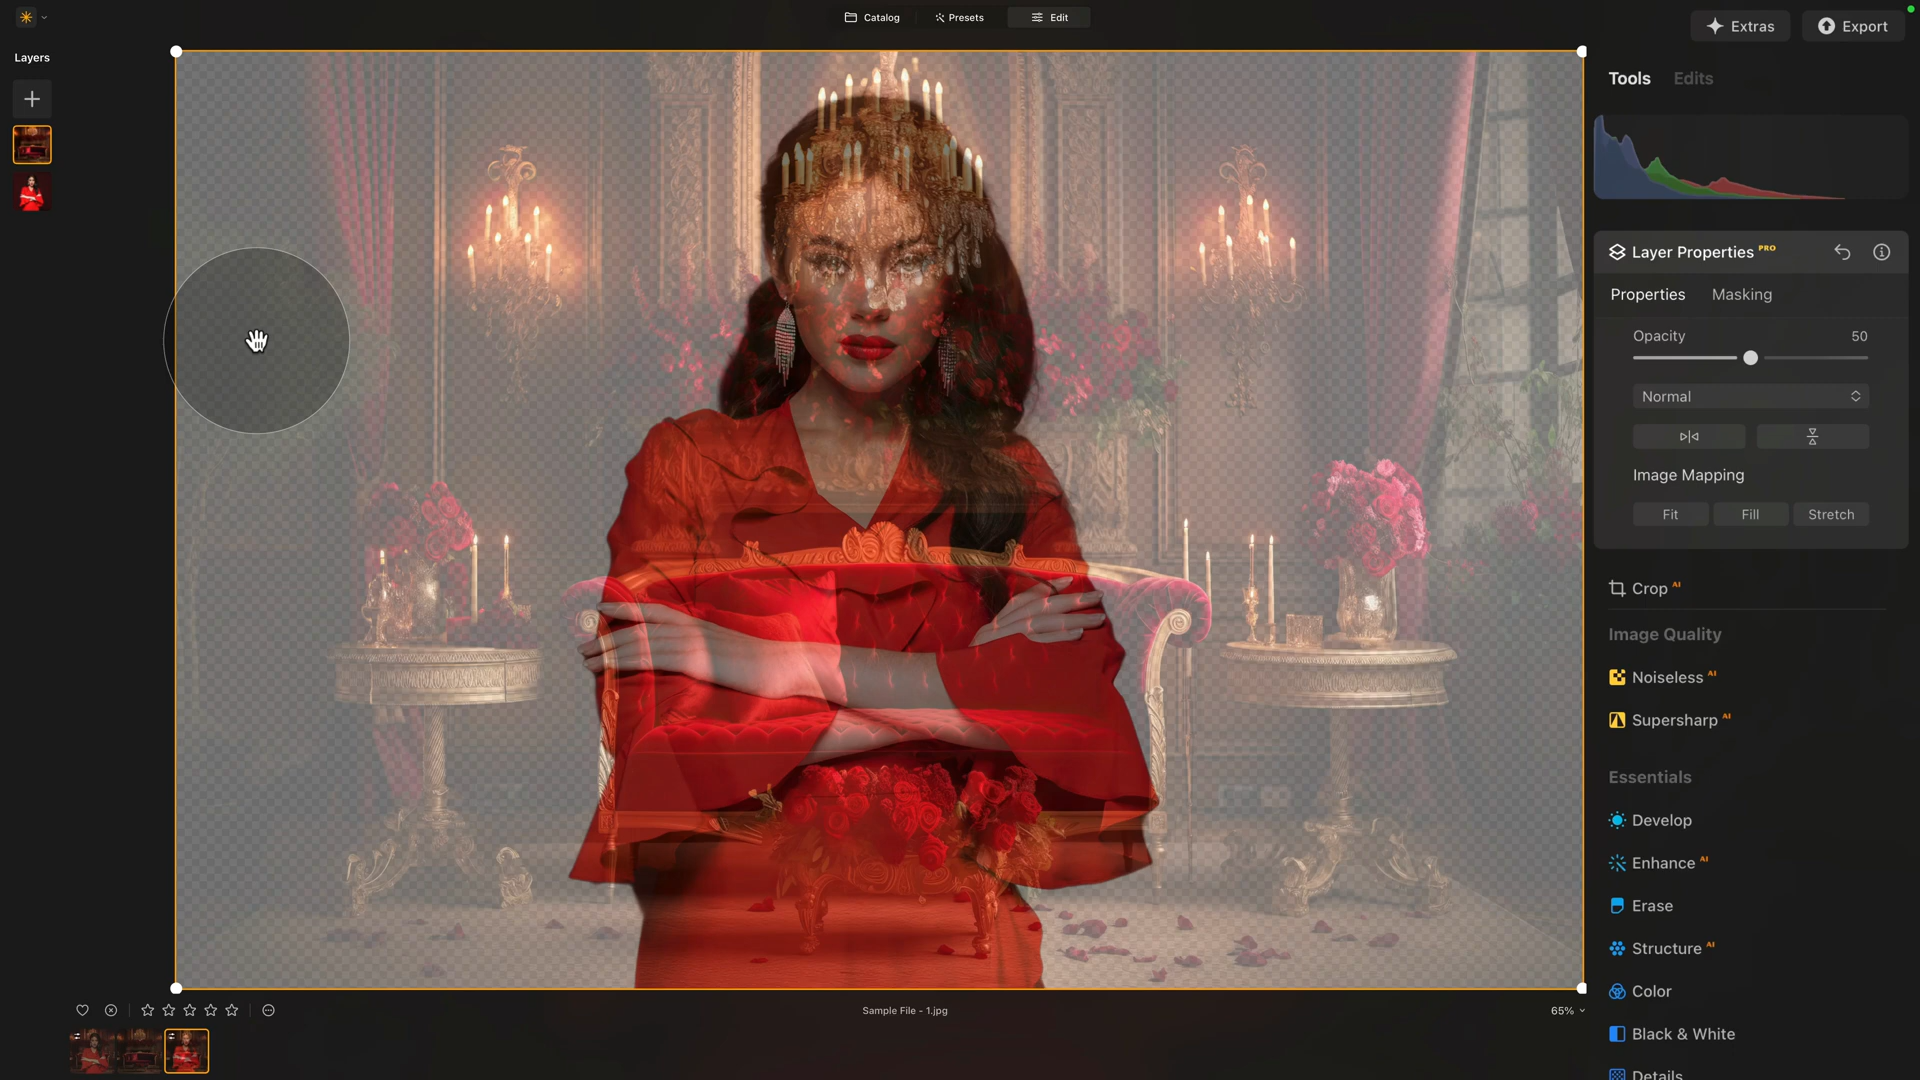 Catalog
Presets
Edit
Extras
Export
Layers
Tools
Edits
Layer Properties PRO
Properties
Masking
Opacity
50
Normal
Image Mapping
Fit
Fill
Stretch
Crop AI
Image Quality
Noiseless AI
Supersharp AI
Essentials
Develop
Enhance AI
Erase
Structure AI
Color
Black & White
Details
Sample File - 1.jpg
65%